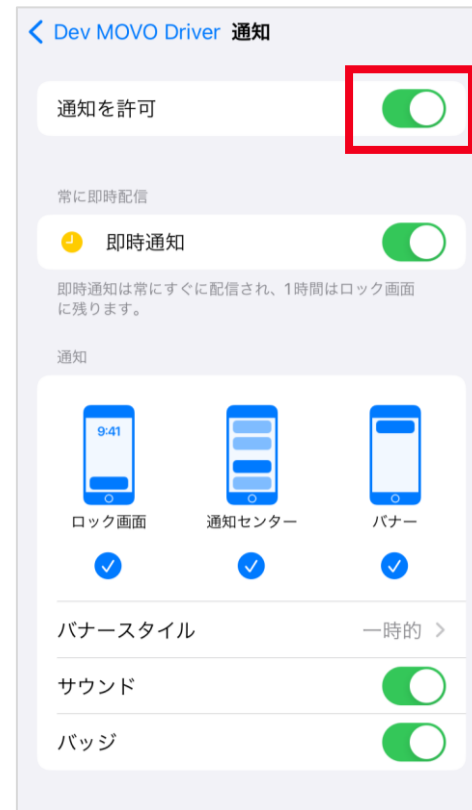 Dev MOVO Driver 通知
通知を許可
常に即時配信
即時通知
即時通知は常にすぐに配信され、1時間はロック画面
に残ります。
通知
9:41
ロック画面 通知センター バナー
バナースタイル 一時的
サウンド
バッジ